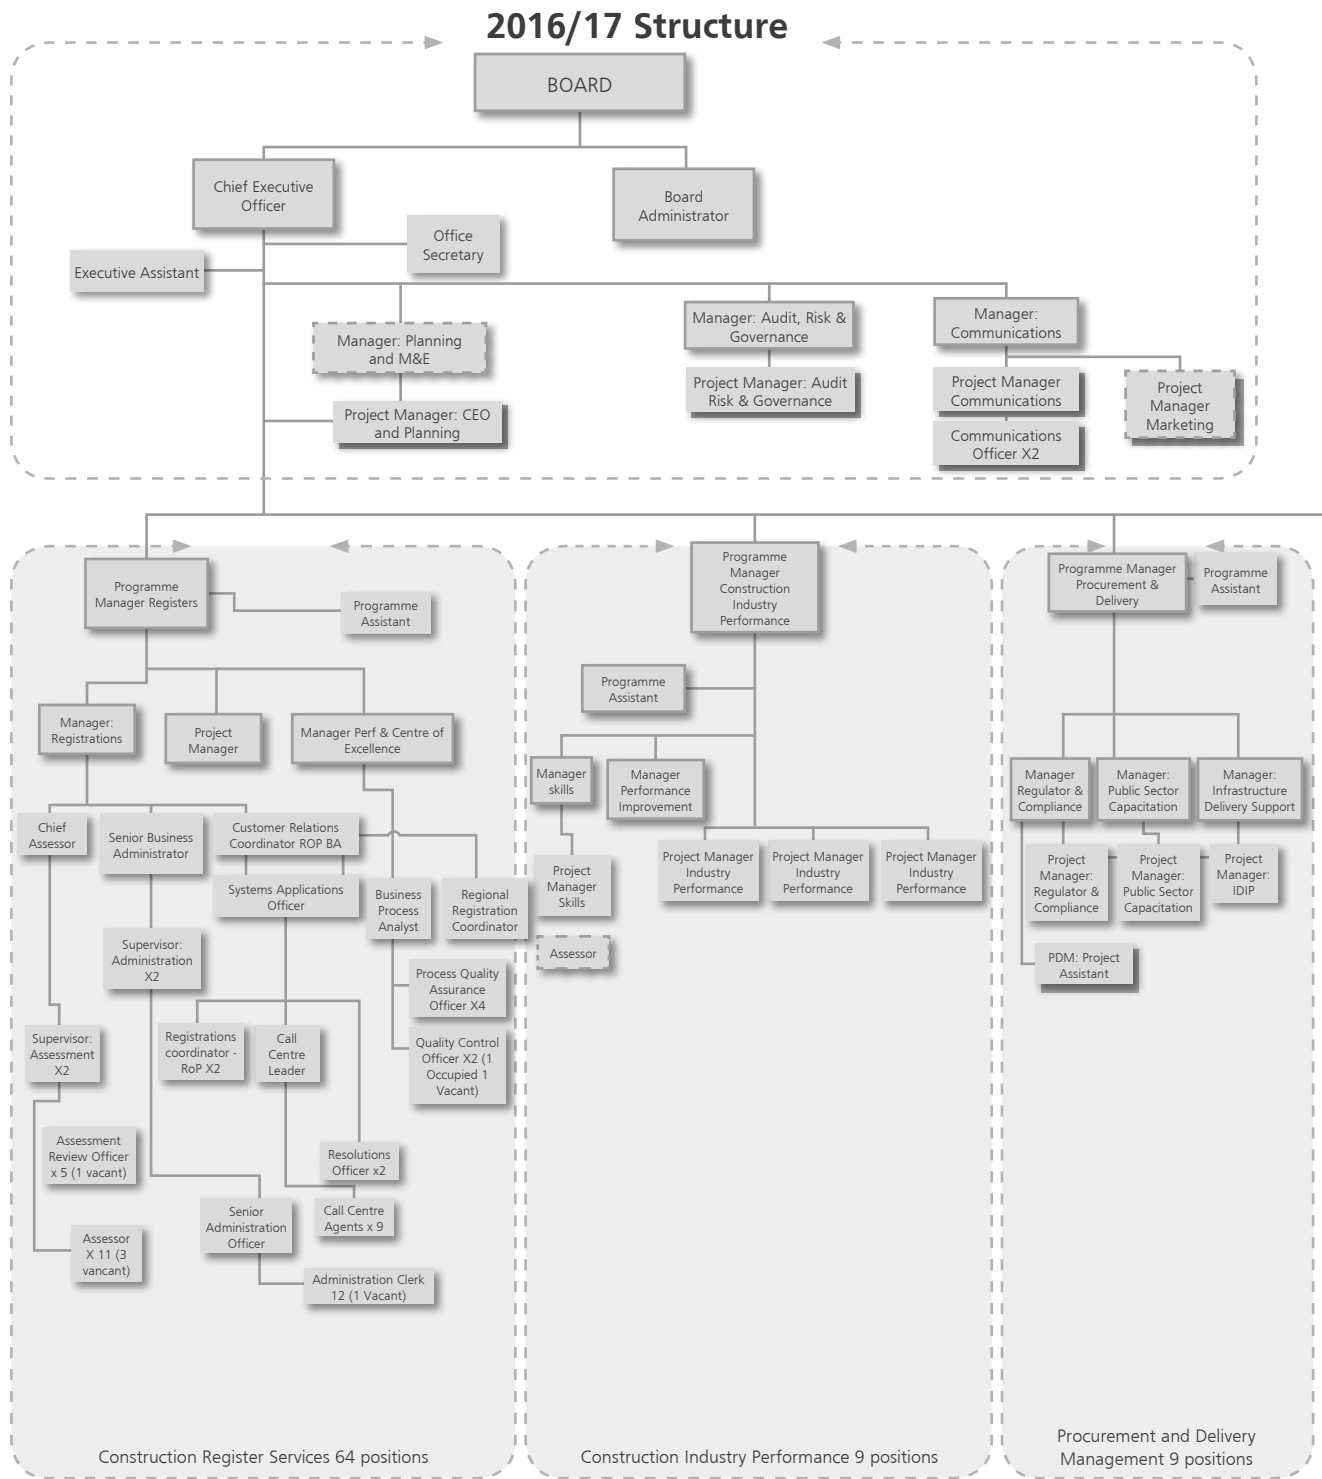 2016/17 Structure
BOARD
Chief Executive
Officer
Board
Administrator
Office
Secretary
Executive Assistant
Manager: Planning
and M&E
Manager: Audit, Risk &
Governance
Manager:
Communications
Project Manager: CEO
and Planning
Project Manager: Audit
Risk & Governance
Project Manager
Communications
Project
Manager
Marketing
Communications
Officer X2
Programme
Manager Registers
Programme
Assistant
Manager:
Registrations
Project
Manager
Manager Perf & Centre of
Excellence
Chief
Assessor
Senior Business
Administrator
Customer Relations
Coordinator ROP BA
Systems Applications
Officer
Business
Process
Analyst
Regional
Registration
Coordinator
Supervisor:
Administration
X2
Process Quality
Assurance
Officer X4
Supervisor:
Assessment
X2
Registrations
coordinator -
RoP X2
Call
Centre
Leader
Quality Control
Officer X2 (1
Occupied 1
Vacant)
Assessment
Review Officer
x 5 (1 vacant)
Resolutions
Officer x2
Senior
Administration
Officer
Call Centre
Agents x 9
Assessor
X 11 (3
vancant)
Administration Clerk
12 (1 Vacant)
Construction Register Services 64 positions
Programme
Manager
Construction
Industry
Performance
Programme
Assistant
Manager
skills
Manager
Performance
Improvement
Project Manager
Industry
Performance
Project Manager
Industry
Performance
Project Manager
Industry
Performance
Project
Manager
Skills
Assessor
Construction Industry Performance 9 positions
Programme Manager
Procurement &
Delivery
Programme
Assistant
Manager
Regulator &
Compliance
Manager:
Public Sector
Capacitation
Manager:
Infrastructure
Delivery Support
Project
Manager:
Regulator &
Compliance
Project
Manager:
Public Sector
Capacitation
Project
Manager:
IDIP
PDM: Project
Assistant
Procurement and Delivery
Management 9 positions